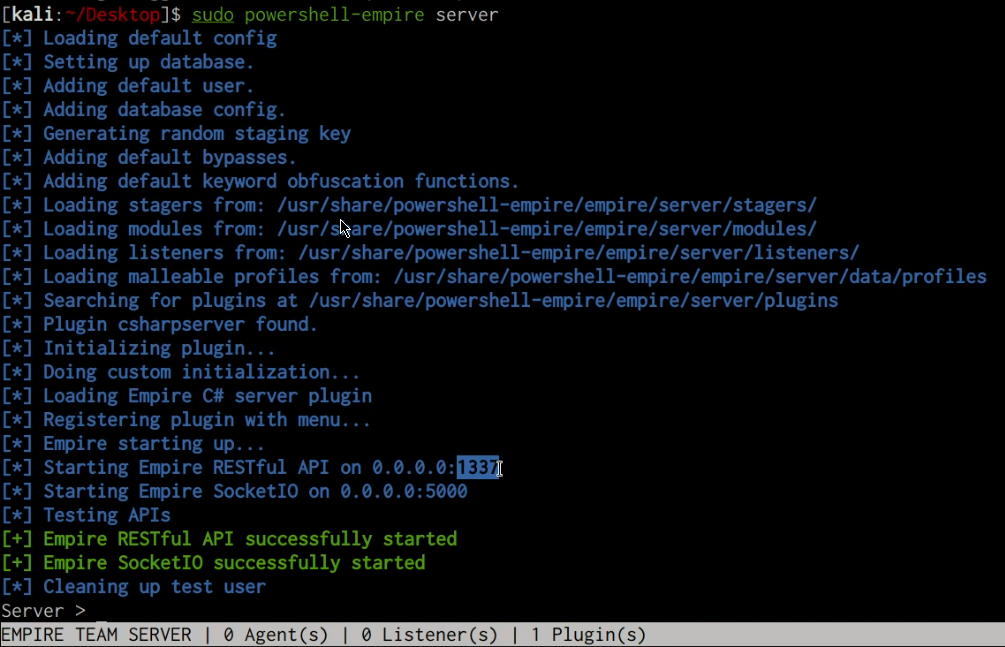 [kali:~/Desktop]$ sudo powershell-empire server
[*] Loading default config
[*] Setting up database.
[*] Adding default user.
[*] Adding database config.
[*] Generating random staging key
[*] Adding default bypasses.
[*] Adding default keyword obfuscation functions.
[*] Loading stagers from: /usr/share/powershell-empire/empire/server/stagers/
[*] Loading modules from: /usr/share/powershell-empire/empire/server/modules/
[*] Loading listeners from: /usr/share/powershell-empire/empire/server/listeners/
[*] Loading malleable profiles from: /usr/share/powershell-empire/empire/server/data/profiles
[*] Searching for plugins at /usr/share/powershell-empire/empire/server/plugins
[*] Plugin csharpserver found.
[*] Initializing plugin...
[*] Doing custom initialization...
[*] Loading Empire C# server plugin
[*] Registering plugin with menu...
[*] Empire starting up...
[*] Starting Empire RESTful API on 0.0.0.0:1337
[*] Starting Empire SocketIO on 0.0.0.0:5000
[*] Testing APIs
[+] Empire RESTful API successfully started
[+] Empire SocketIO successfully started
[*] Cleaning up test user
Server >
EMPIRE TEAM SERVER | 0 Agent(s) | 0 Listener(s) | 1 Plugin(s)